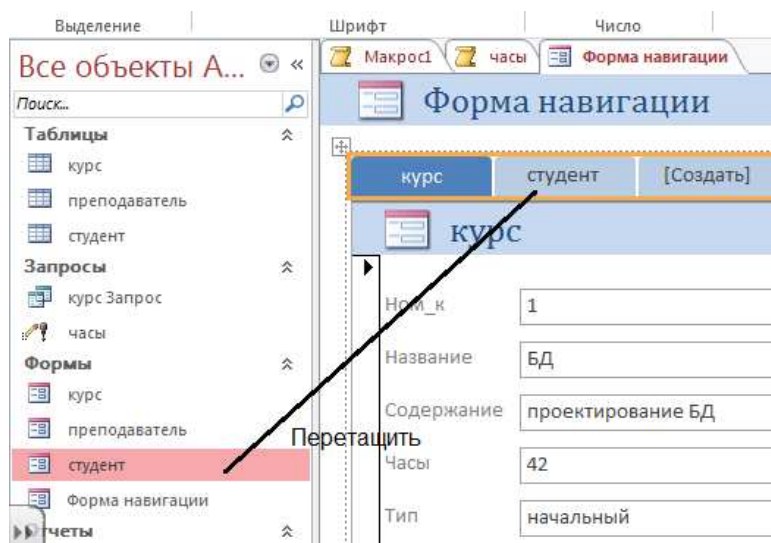 Выделение
Шрифт
Число
Все объекты A...
Поиск...
Таблицы
курс
преподаватель
студент
Запросы
курс Запрос
часы
Формы
курс
преподаватель
студент
Форма навигации
Отчеты
Макрос1
часы
Форма навигации
Форма навигации
курс
студент
[Создать]
курс
Ном_к
1
Название
БД
Содержание
проектирование БД
Перетащить
Часы
42
Тип
начальный